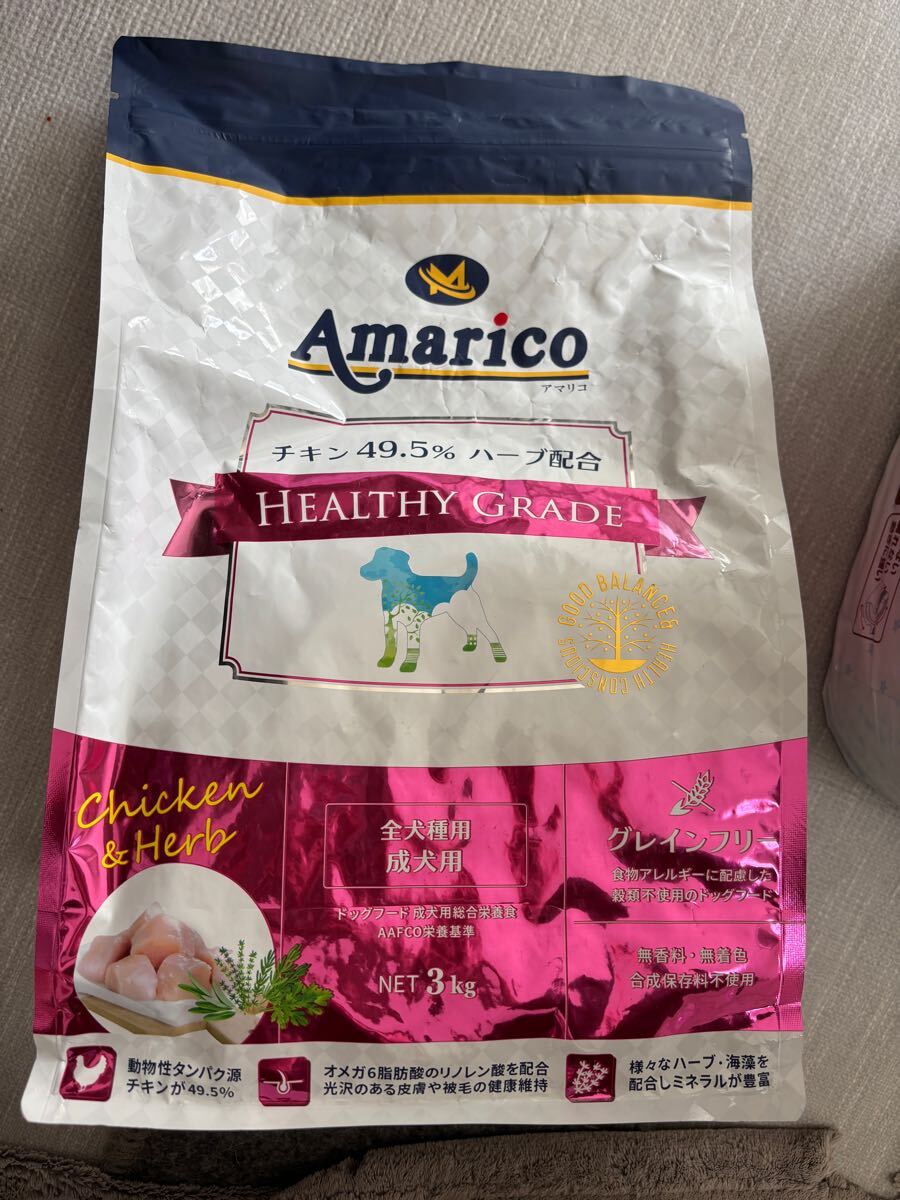 Amarico
アマリコ
チキン 49.5% ハーブ配合
HEALTHY GRADE
GOOD BALANCE & HEALTH CONSCIOUS
Chicken
& Herb
全犬種用
成犬用
ドッグフード 成犬用総合栄養食
AAFCO栄養基準
NET 3kg
グレインフリー
食物アレルギーに配慮した
穀類不使用のドッグフード
無香料・無着色
合成保存料不使用
動物性タンパク源
チキンが49.5%
オメガ6脂肪酸のリノレン酸を配合
光沢のある皮膚や被毛の健康維持
様々なハーブ・海藻を
配合しミネラルが豊富